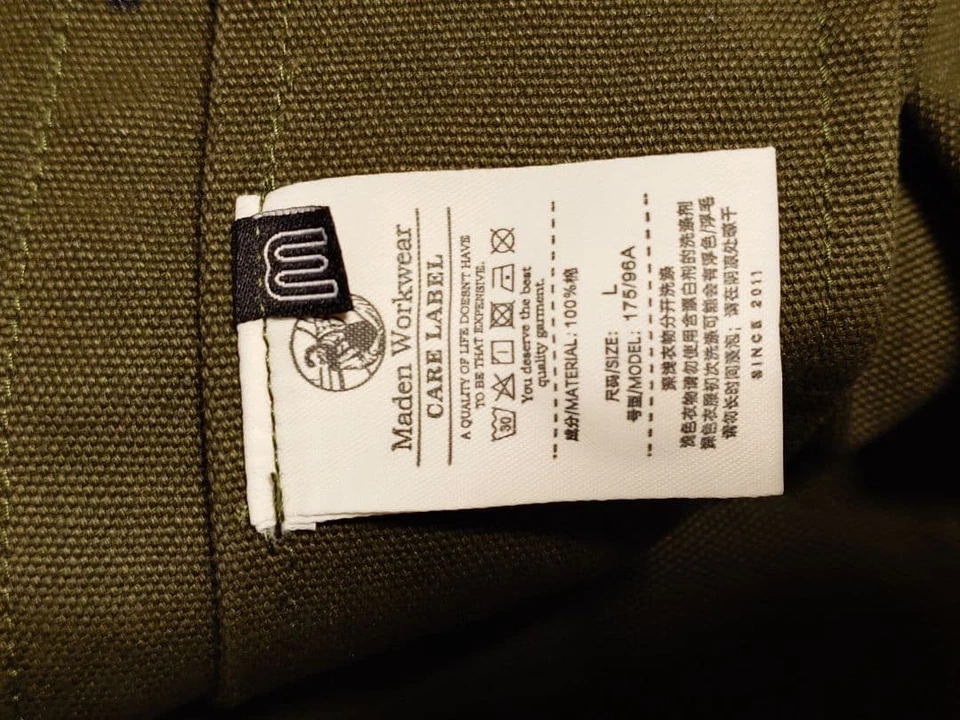 m
Maden Workwear
CARE LABEL
A QUALITY OF LIFE DOESN'T HAVE
TO BE THAT EXPENSIVE.
30
You deserve the best
quality garment.
成分/MATERIAL: 100%棉
尺码/SIZE: L
号型/MODEL: 175/96A
深浅衣物分开洗涤
浅色衣物请勿使用含漂白剂的洗涤剂
深色衣服初次洗涤可能会有浮色/浮毛
请勿长时间浸泡；请在阴凉处晾干
SINCE 2011